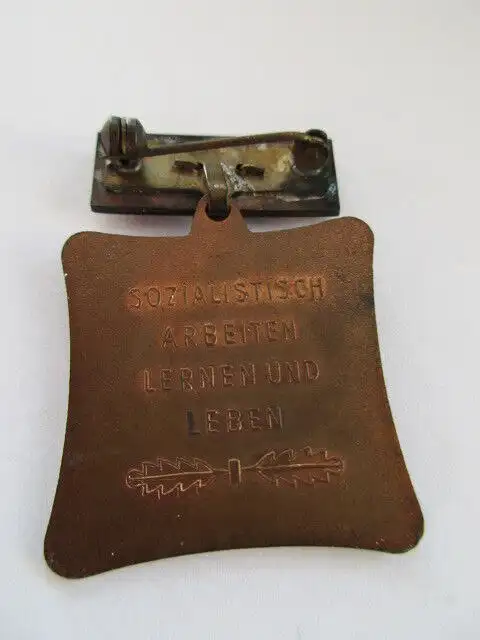 SOZIALISTISCH
ARBEITEN
LERNEN UND
LEBEN